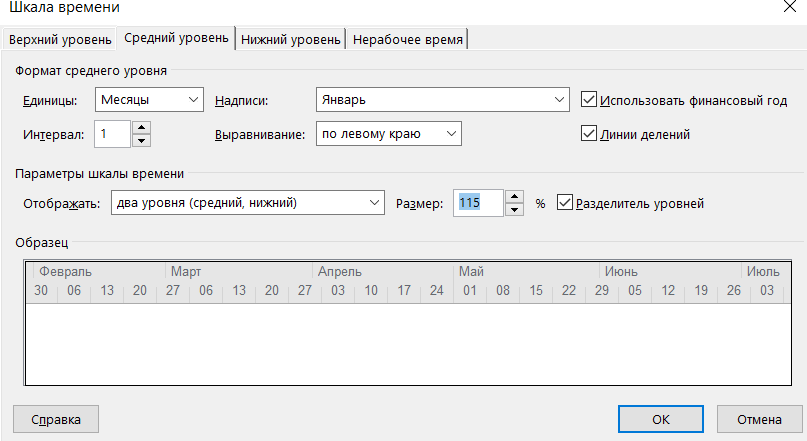 Шкала времени
Верхний уровень Средний уровень Нижний уровень Нерабочее время
Формат среднего уровня
Единицы: Месяцы Надписи: Январь Использовать финансовый год
Интервал: 1 Выравнивание: по левому краю Линии делений
Параметры шкалы времени
Отображать: два уровня (средний, нижний) Размер: 115 % Разделитель уровней
Образец
Февраль Март Апрель Май Июнь Июль
30 06 13 20 27 06 13 20 27 03 10 17 24 01 08 15 22 29 05 12 19 26 03
Справка ОК Отмена